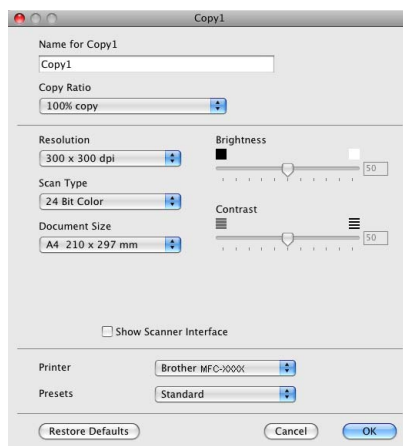 Copy1
Name for Copy1
Copy1
Copy Ratio
100% copy
Resolution
300 x 300 dpi
Scan Type
24 Bit Color
Document Size
A4 210 x 297 mm
Brightness
50
Contrast
50
Show Scanner Interface
Printer
Brother MFC-XXXX
Presets
Standard
Restore Defaults
Cancel
OK